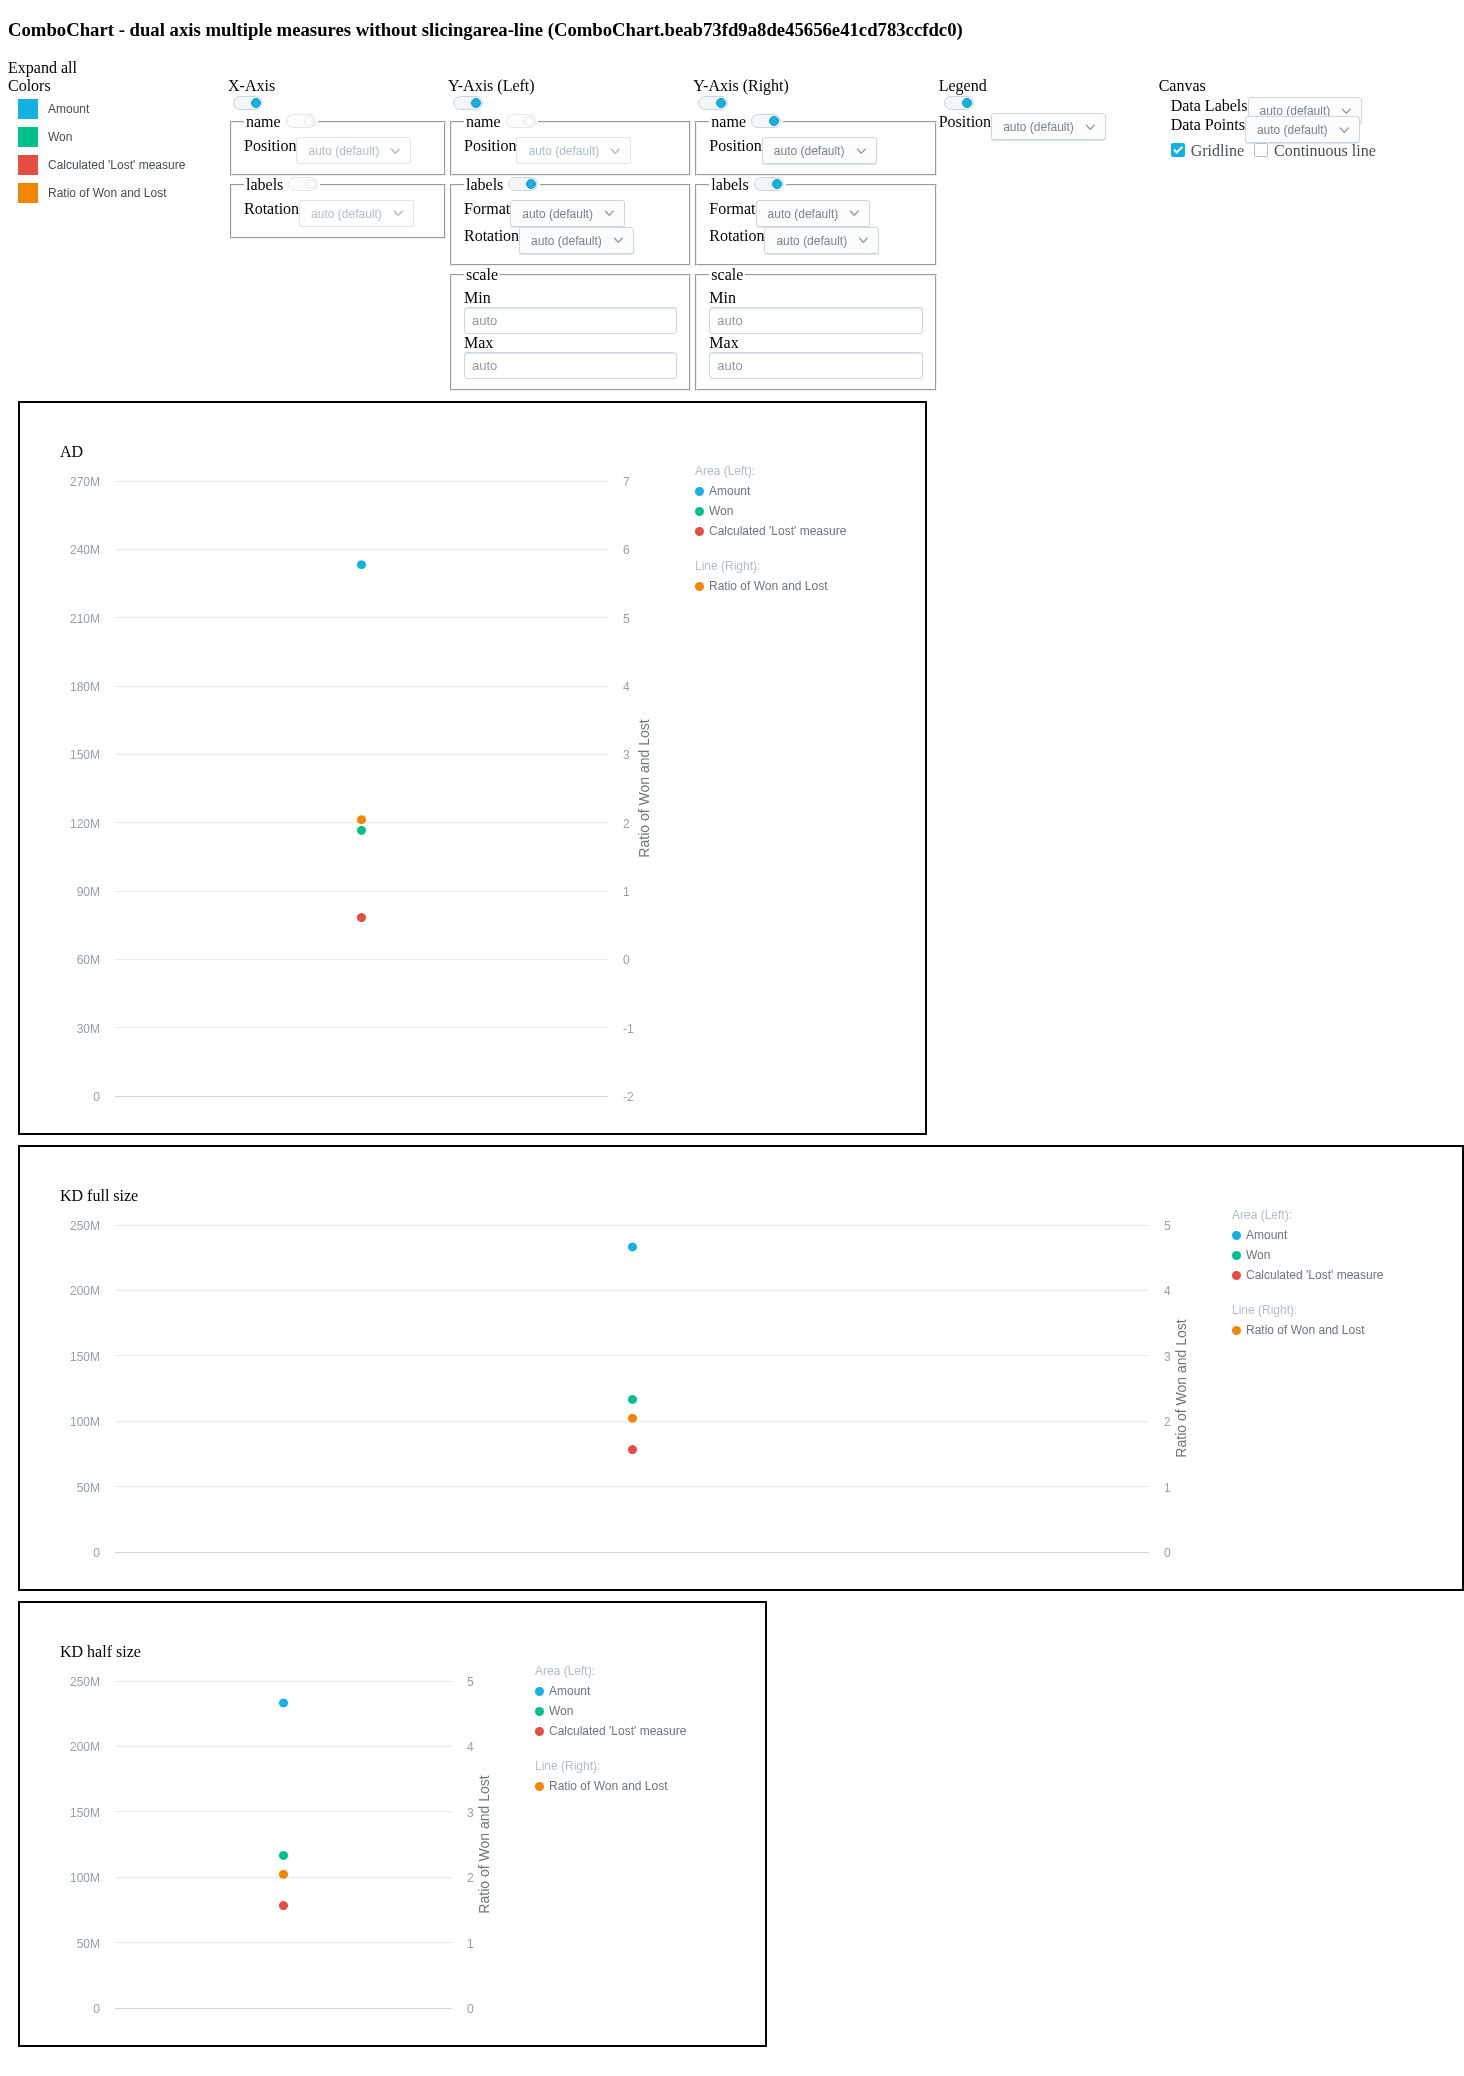 ComboChart - dual axis multiple measures without slicingarea-line (ComboChart.beab73fd9a8de45656e41cd783ccfdc0)
Expand all
Colors
Amount
Won
Calculated 'Lost' measure
Ratio of Won and Lost
X-Axis
name
Position auto (default)
labels
Rotation auto (default)
Y-Axis (Left)
name
Position auto (default)
labels
Format auto (default)
Rotation auto (default)
scale
Min
auto
Max
auto
Y-Axis (Right)
name
Position auto (default)
labels
Format auto (default)
Rotation auto (default)
scale
Min
auto
Max
auto
Legend
Position auto (default)
Canvas
Data Labels auto (default)
Data Points auto (default)
Gridline Continuous line
AD
270M
240M
210M
180M
150M
120M
90M
60M
30M
0
7
6
5
4
3
2
1
0
-1
-2
Ratio of Won and Lost
Area (Left):
Amount
Won
Calculated 'Lost' measure
Line (Right):
Ratio of Won and Lost
KD full size
250M
200M
150M
100M
50M
0
5
4
3
2
1
0
Ratio of Won and Lost
Area (Left):
Amount
Won
Calculated 'Lost' measure
Line (Right):
Ratio of Won and Lost
KD half size
250M
200M
150M
100M
50M
0
5
4
3
2
1
0
Ratio of Won and Lost
Area (Left):
Amount
Won
Calculated 'Lost' measure
Line (Right):
Ratio of Won and Lost